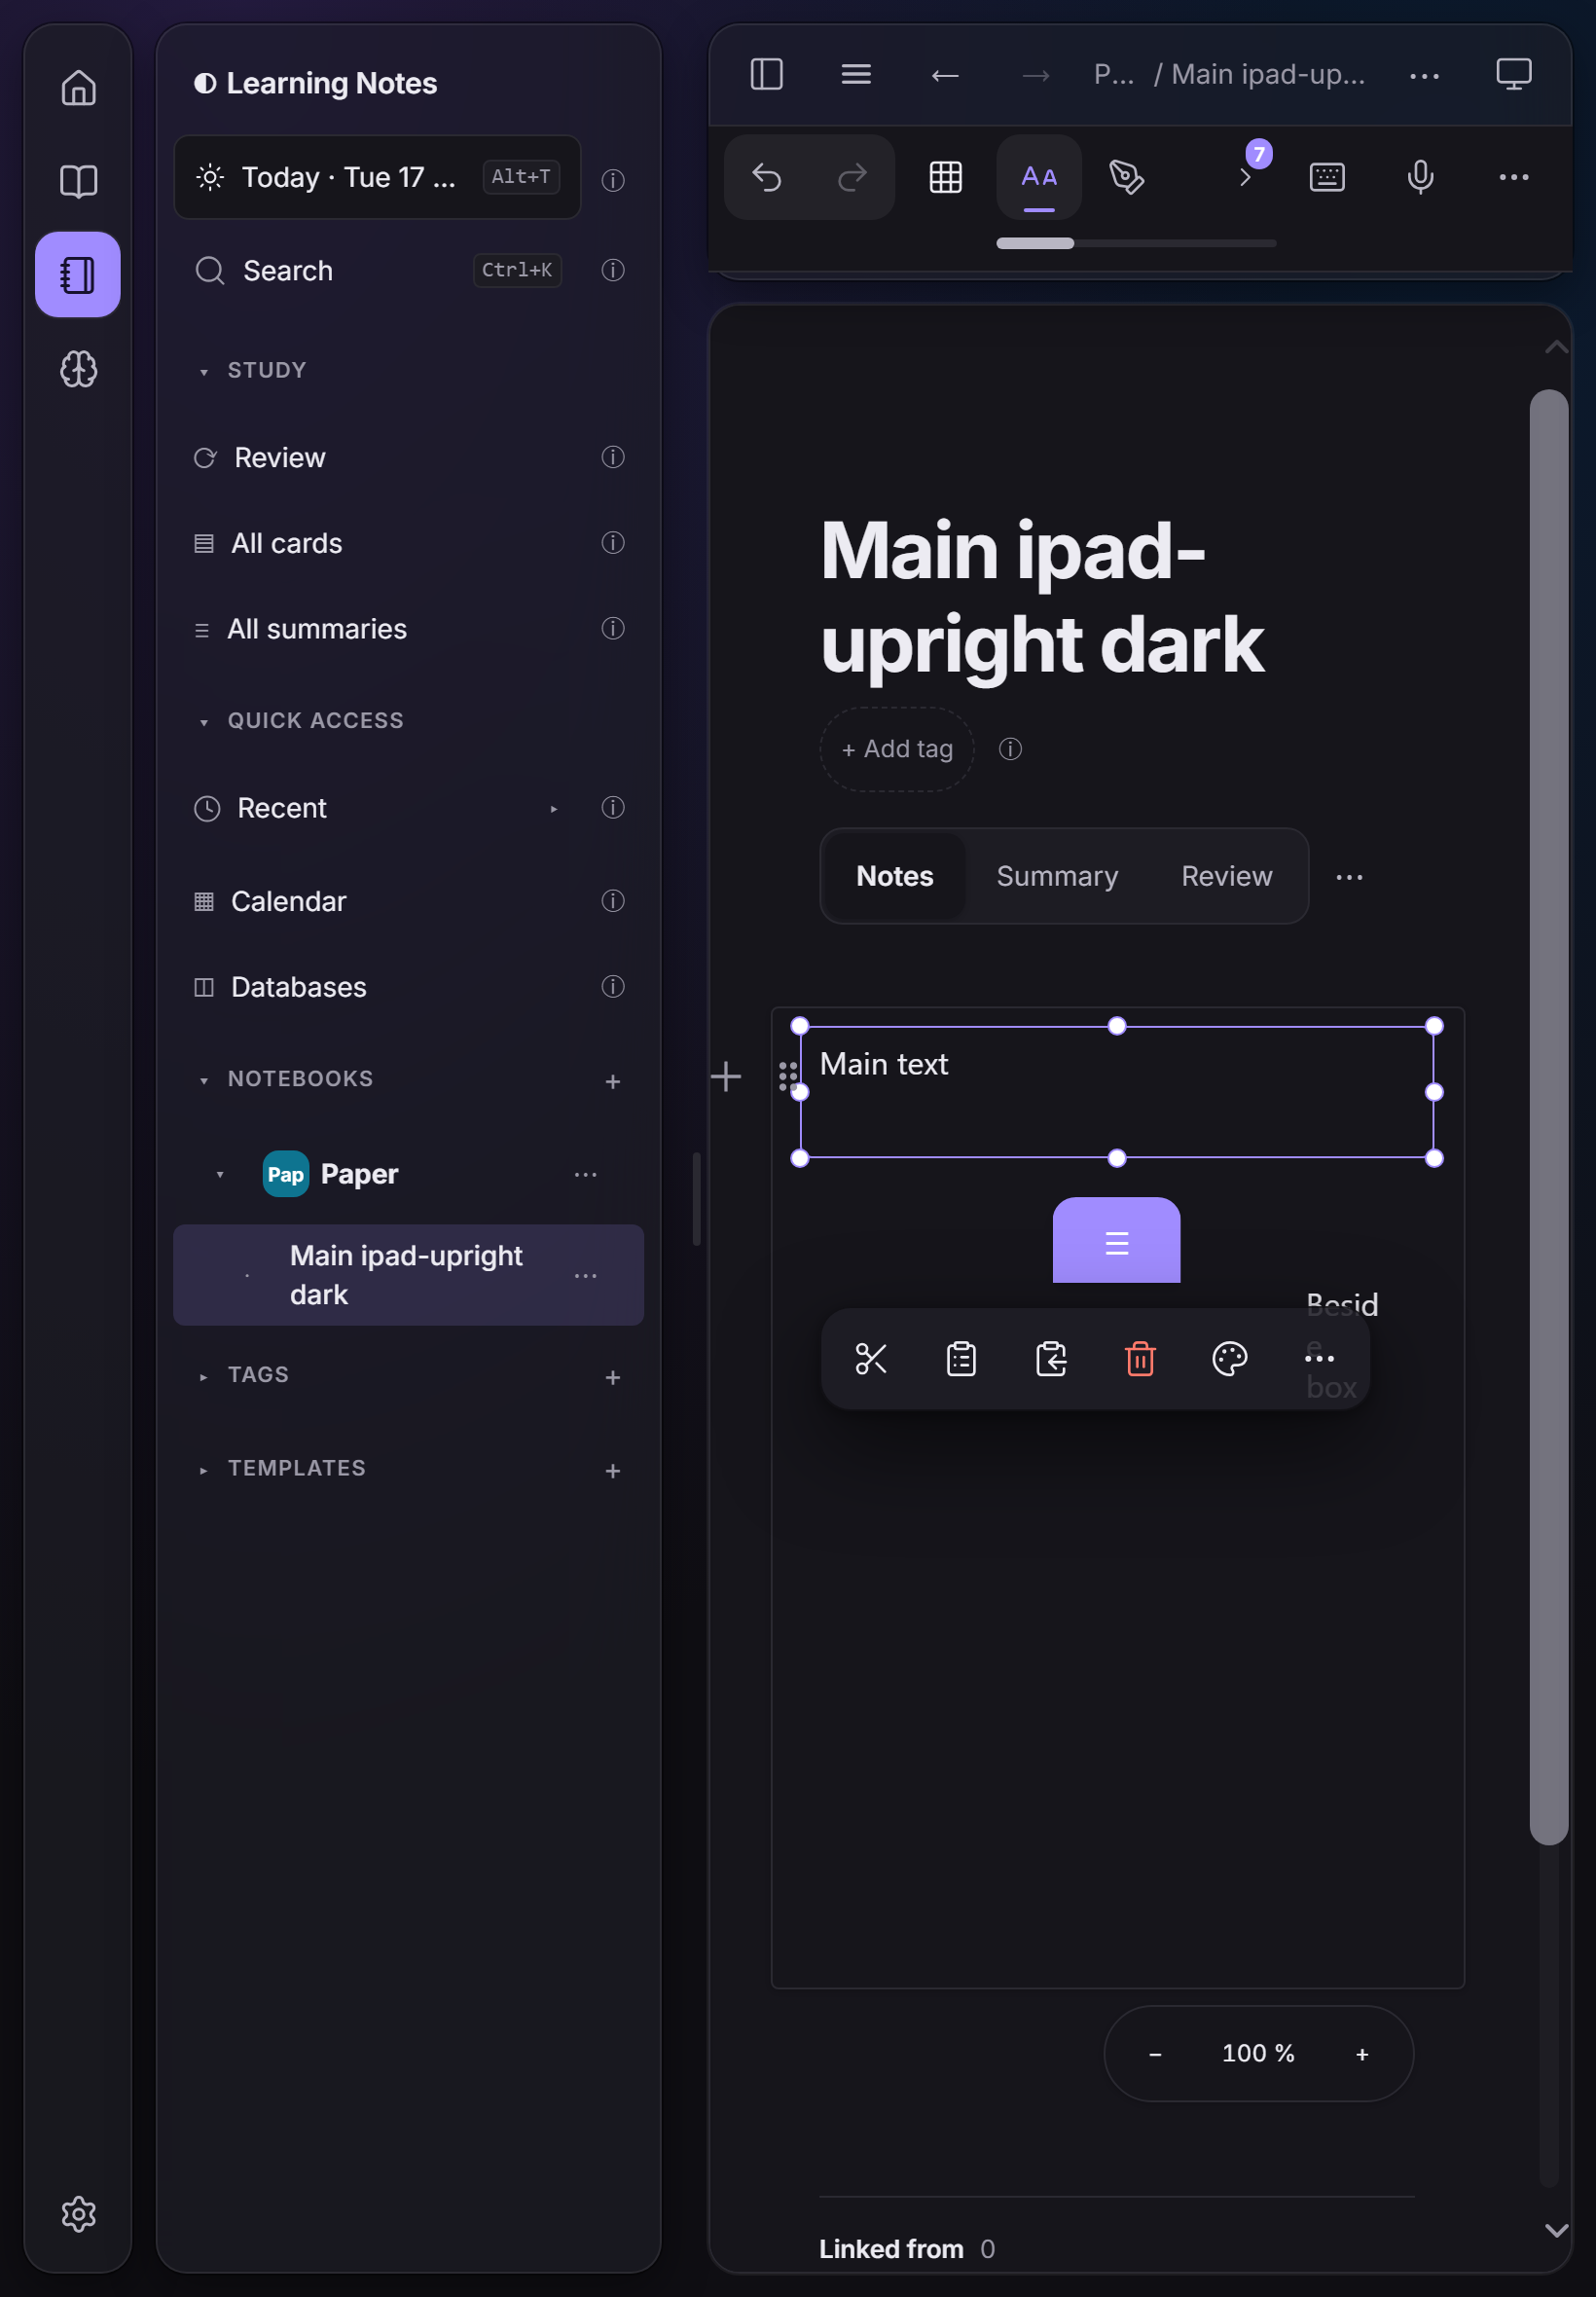 Learning Notes
Today · Tue 17 ... Alt+T
Search Ctrl+K
STUDY
Review
All cards
All summaries
QUICK ACCESS
Recent
Calendar
Databases
NOTEBOOKS
Pap Paper
Main ipad-upright
dark
TAGS
TEMPLATES
P... / Main ipad-up...
AA
7
Main ipad-
upright dark
+ Add tag
Notes Summary Review
Main text
Besid
e
box
− 100 % +
Linked from 0